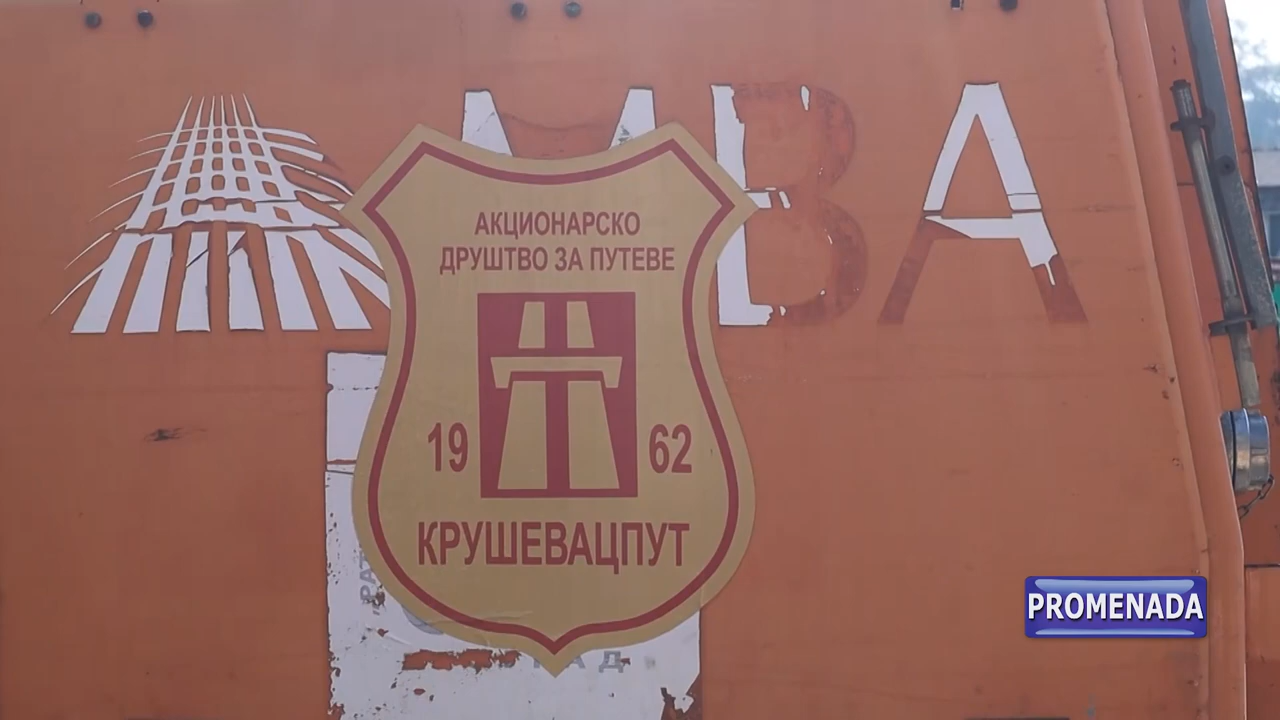 МВА
АКЦИОНАРСКО
ДРУШТВО ЗА ПУТЕВЕ
19 62
КРУШЕВАЦПУТ
PROMENADA